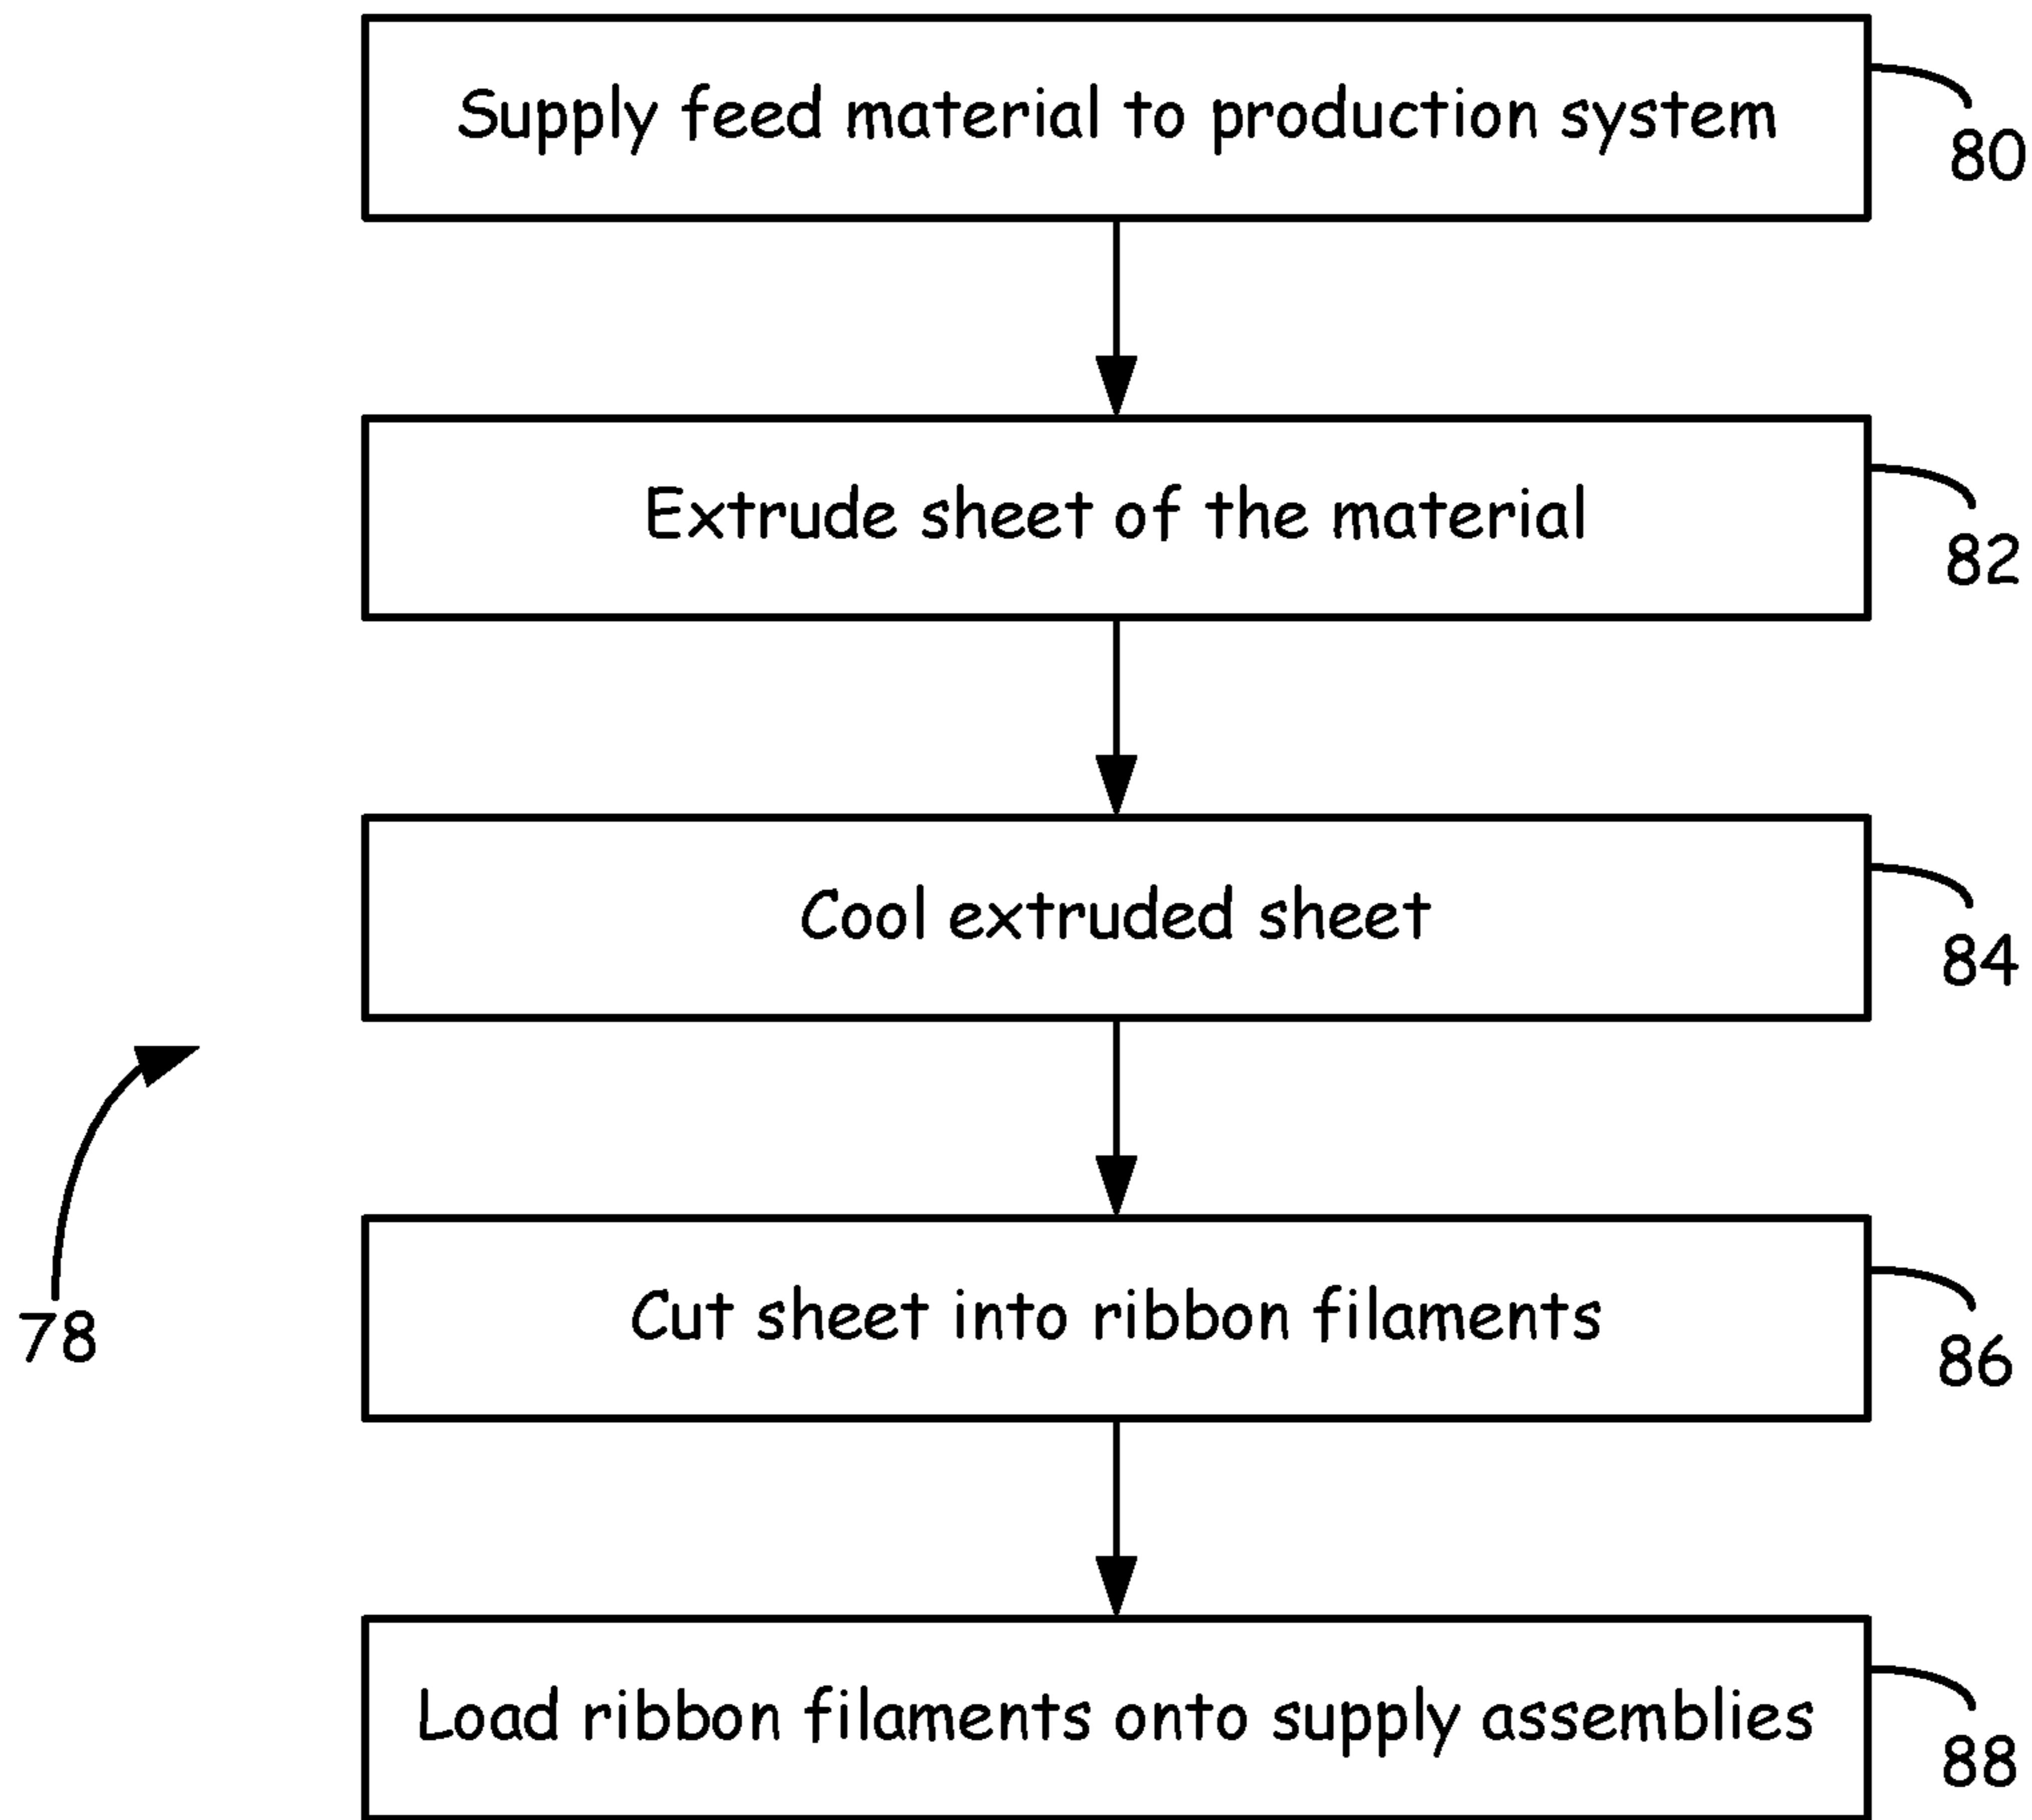 Supply feed material to production system
80
Extrude sheet of the material
82
Cool extruded sheet
84
Cut sheet into ribbon filaments
78
86
Load ribbon filaments onto supply assemblies
88